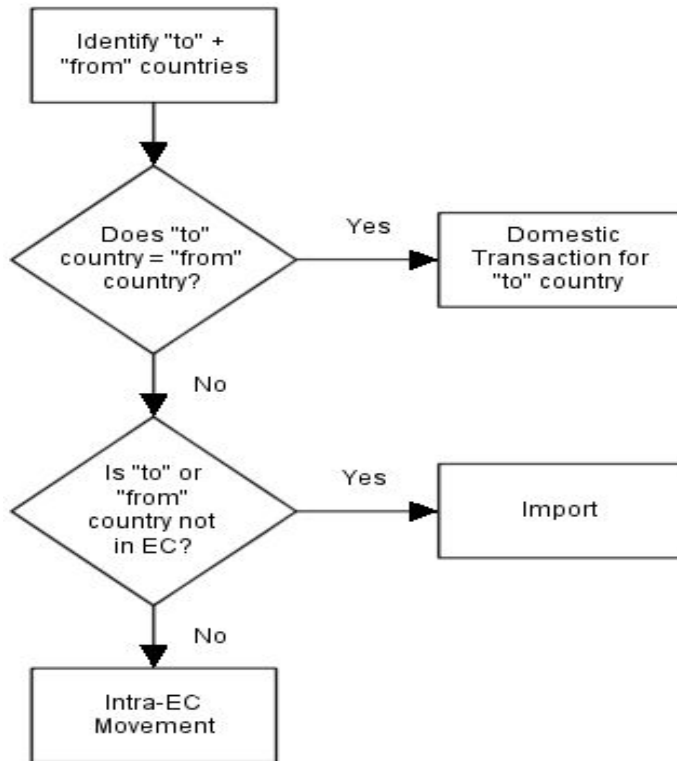 Identify "to" +
"from" countries
Does "to"
country = "from"
country?
Yes
Domestic
Transaction for
"to" country
No
Is "to" or
"from"
country not
in EC?
Yes
Import
No
Intra-EC
Movement